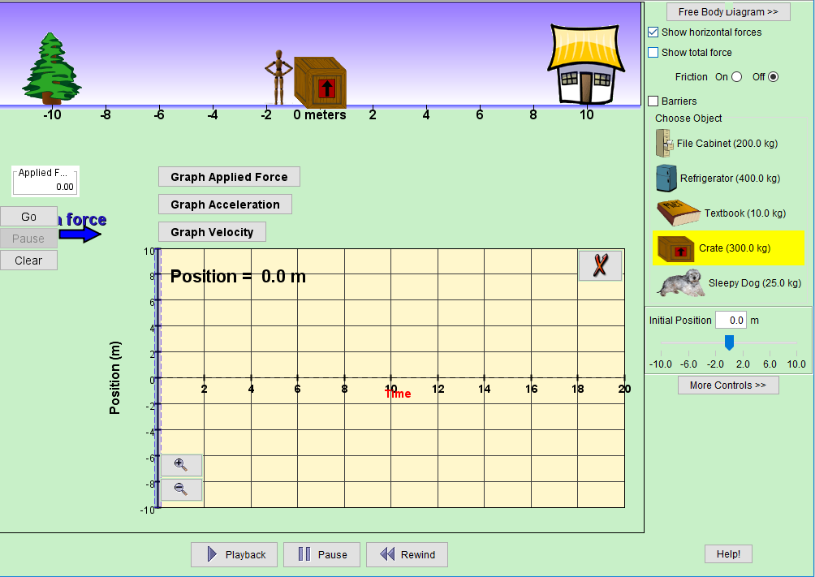 Free Body Diagram >>
Show horizontal forces
Show total force
Friction On Off
Barriers
Choose Object
File Cabinet (200.0 kg)
Refrigerator (400.0 kg)
Textbook (10.0 kg)
Crate (300.0 kg)
Sleepy Dog (25.0 kg)
Initial Position 0.0 m
-10.0 -6.0 -2.0 2.0 6.0 10.0
More Controls >>
-10 -8 -6 -4 -2 0 meters 2 4 6 8 10
Applied F...
0.00
Go
force
Pause
Clear
Graph Applied Force
Graph Acceleration
Graph Velocity
Position = 0.0 m
X
Position (m)
10
8
6
4
2
0
-2
-4
-6
-8
-10
2 4 6 8 10 12 14 16 18 20
Time
Playback
Pause
Rewind
Help!